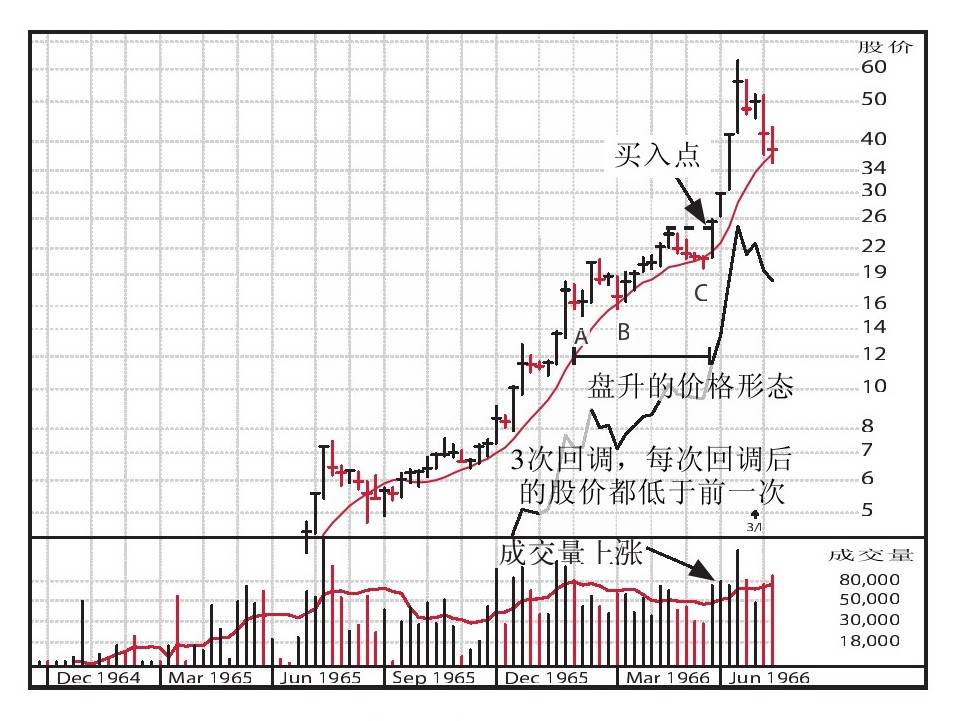 股价
60
50
40
34
30
26
22
19
16
14
12
10
8
7
6
5
买入点
A
B
C
盘升的价格形态
3次回调，每次回调后
的股价都低于前一次
3/1
成交量上涨
成交量
80,000
50,000
30,000
18,000
Dec 1964
Mar 1965
Jun 1965
Sep 1965
Dec 1965
Mar 1966
Jun 1966